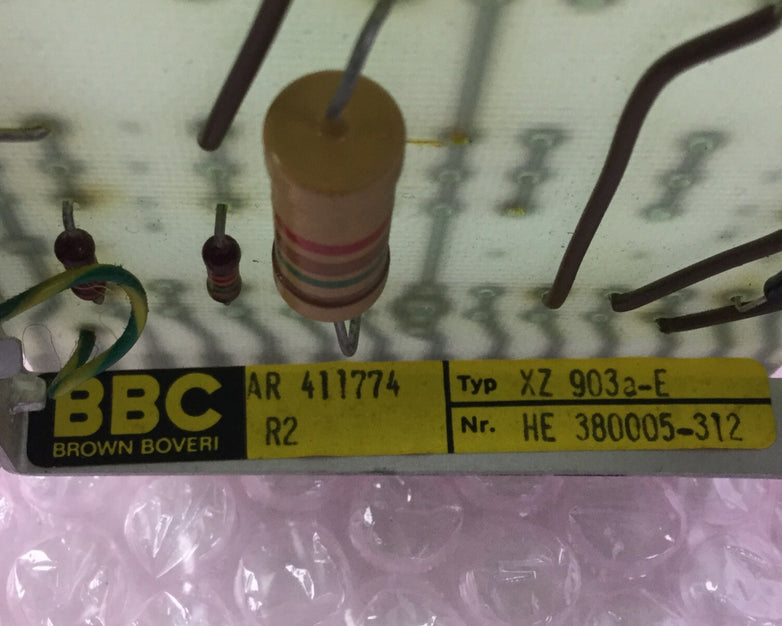 BBC
BROWN BOVERI
AR 411774
R2
Typ XZ 903a-E
Nr. HE 380005-312